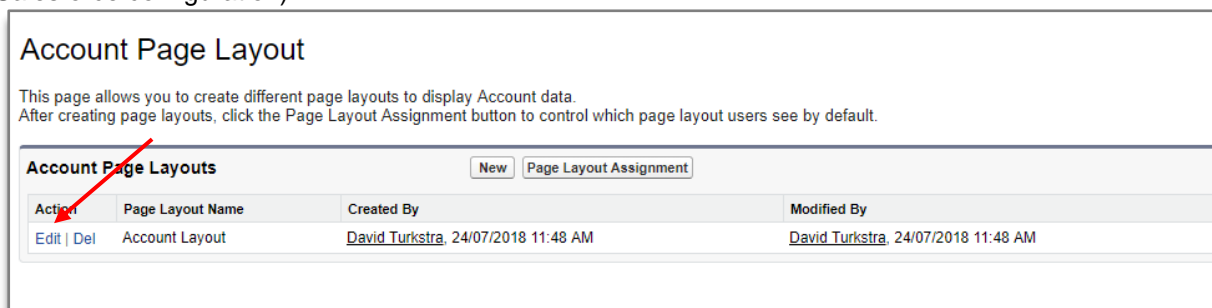 Account Page Layout
This page allows you to create different page layouts to display Account data.
After creating page layouts, click the Page Layout Assignment button to control which page layout users see by default.
Account Page Layouts New Page Layout Assignment
Action Page Layout Name Created By Modified By
Edit | Del Account Layout David Turkstra, 24/07/2018 11:48 AM David Turkstra, 24/07/2018 11:48 AM